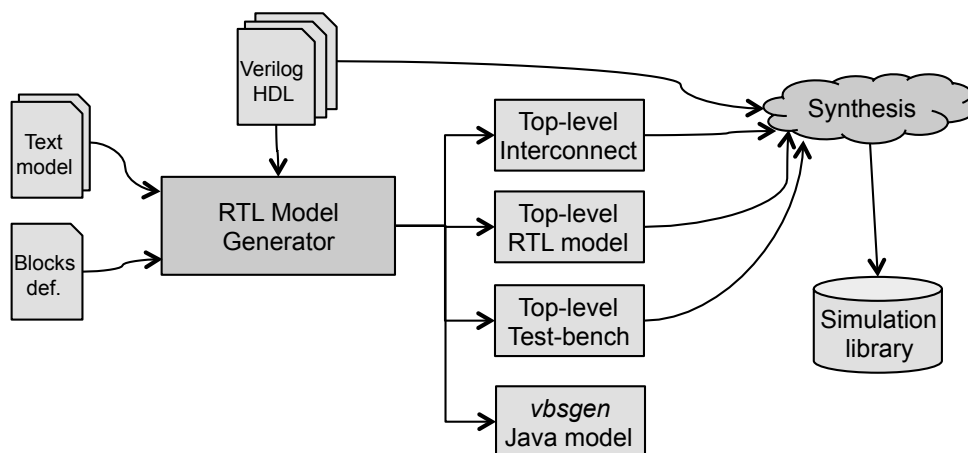 Verilog
HDL
Text
model
Blocks
def.
RTL Model
Generator
Top-level
Interconnect
Top-level
RTL model
Top-level
Test-bench
vbsgen
Java model
Synthesis
Simulation
library